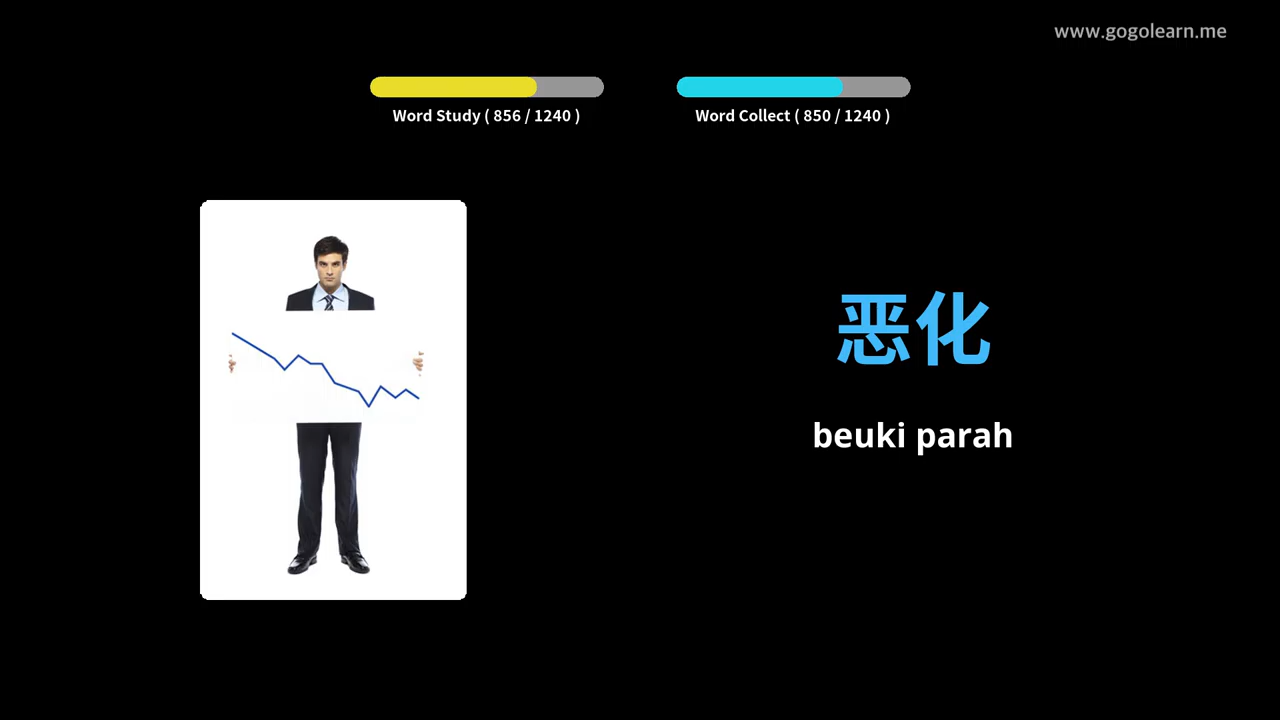 www.gogolearn.me
Word Study ( 856 / 1240 )
Word Collect ( 850 / 1240 )
恶化
beuki parah